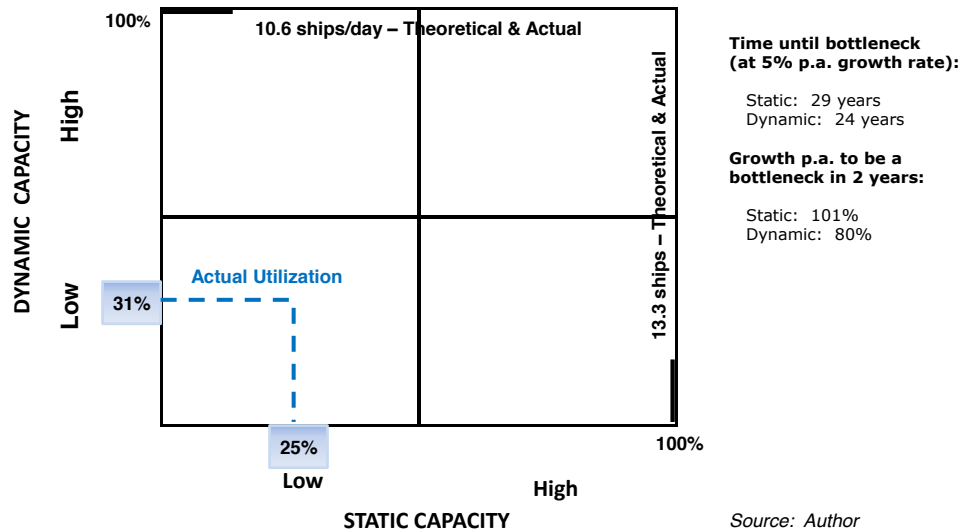 100%
10.6 ships/day – Theoretical & Actual
High
DYNAMIC CAPACITY
Low
13.3 ships – Theoretical & Actual
Actual Utilization
31%
25%
100%
Low
High
STATIC CAPACITY
Time until bottleneck
(at 5% p.a. growth rate):
Static: 29 years
Dynamic: 24 years
Growth p.a. to be a
bottleneck in 2 years:
Static: 101%
Dynamic: 80%
Source: Author